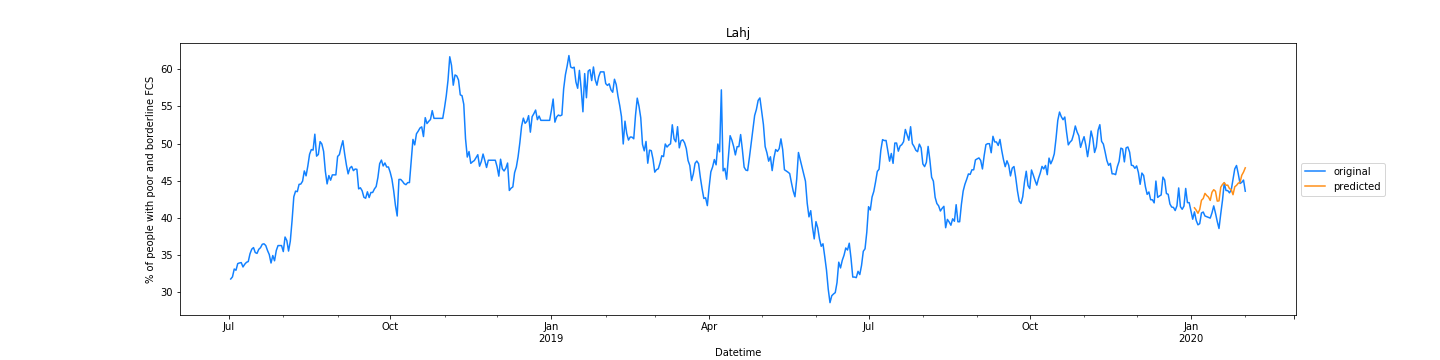 Lahj
% of people with poor and borderline FCS
60
55
50
45
40
35
30
Jul
Oct
Jan
2019
Apr
Jul
Oct
Jan
2020
Datetime
original
predicted